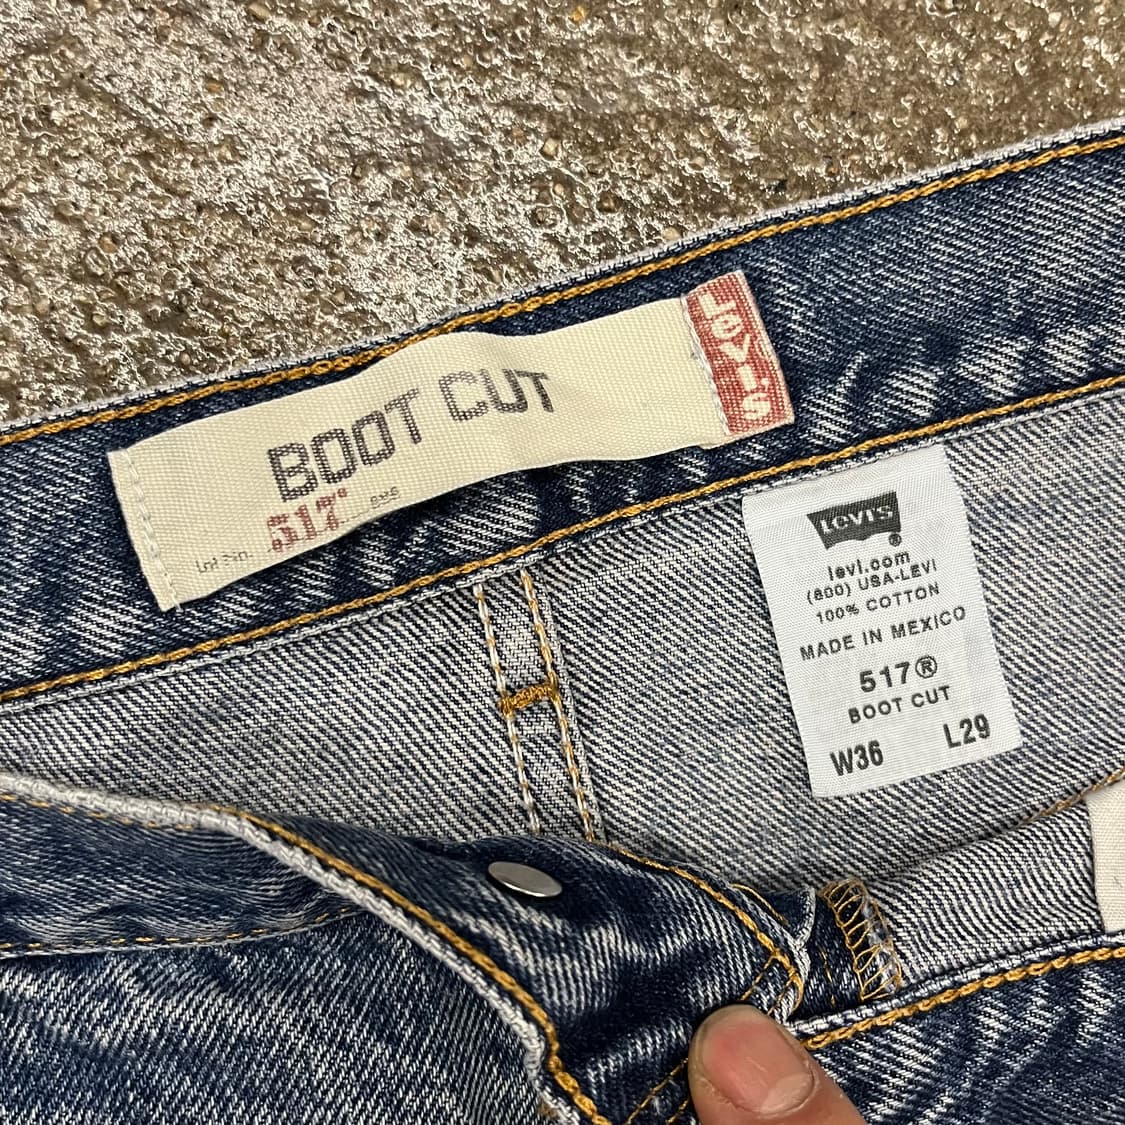 BOOT CUT
517
Levi's
Levi's
®
levi.com
(800) USA-LEVI
100% COTTON
MADE IN MEXICO
517®
BOOT CUT
W36 L29